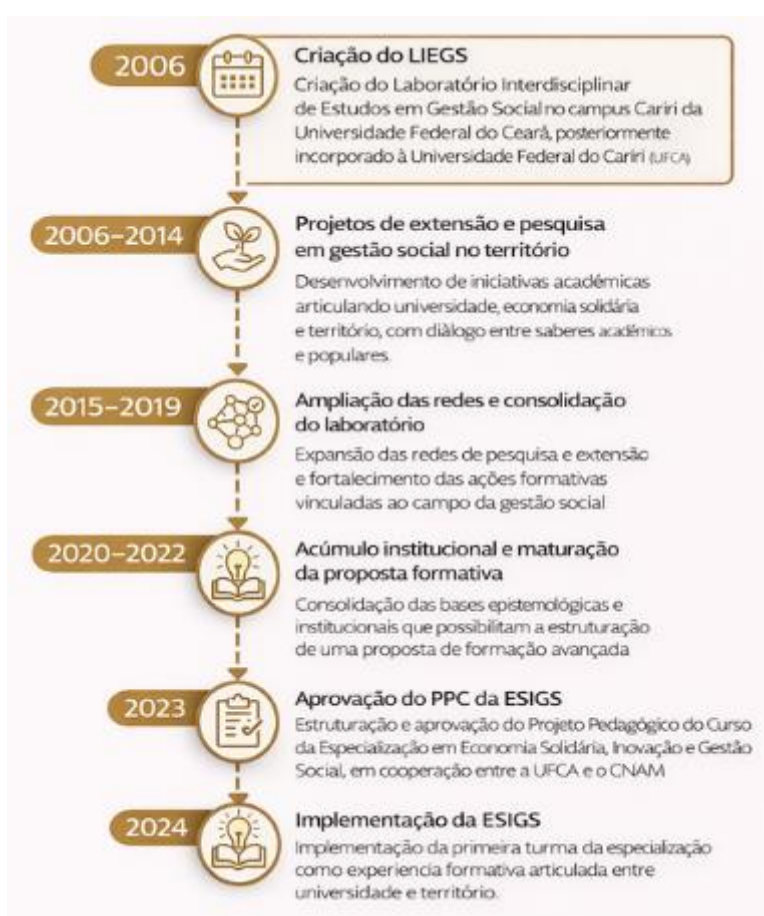 2006
Criação do LIEGS
Criação do Laboratório Interdisciplinar
de Estudos em Gestão Social no campus Cariri da
Universidade Federal do Ceará, posteriormente
incorporado à Universidade Federal do Cariri (UFCA)
2006–2014
Projetos de extensão e pesquisa
em gestão social no território
Desenvolvimento de iniciativas acadêmicas
articulando universidade, economia solidária
e território, com diàlogo entre saberes acadêmicos
e populares.
2015–2019
Ampliação das redes e consolidação
do laboratório
Expansão das redes de pesquisa e extensão
e fortalecimento das ações formativas
vinculadas ao campo da gestão social
2020–2022
Acúmulo institucional e maturação
da proposta formativa
Consolidação das bases epistemológicas e
institucionais que possibilitam a estruturação
de uma proposta de formação avançada
2023
Aprovação do PPC da ESIGS
Estruturação e aprovação do Projeto Pedagógico do Curso
da Especialização em Economia Solidária, Inovação e Gestão
Social, em cooperação entre a UFCA e o CNAM
2024
Implementação da ESIGS
Implementação da primeira turma da especialização
como experiencia formativa articulada entre
universidade e território.